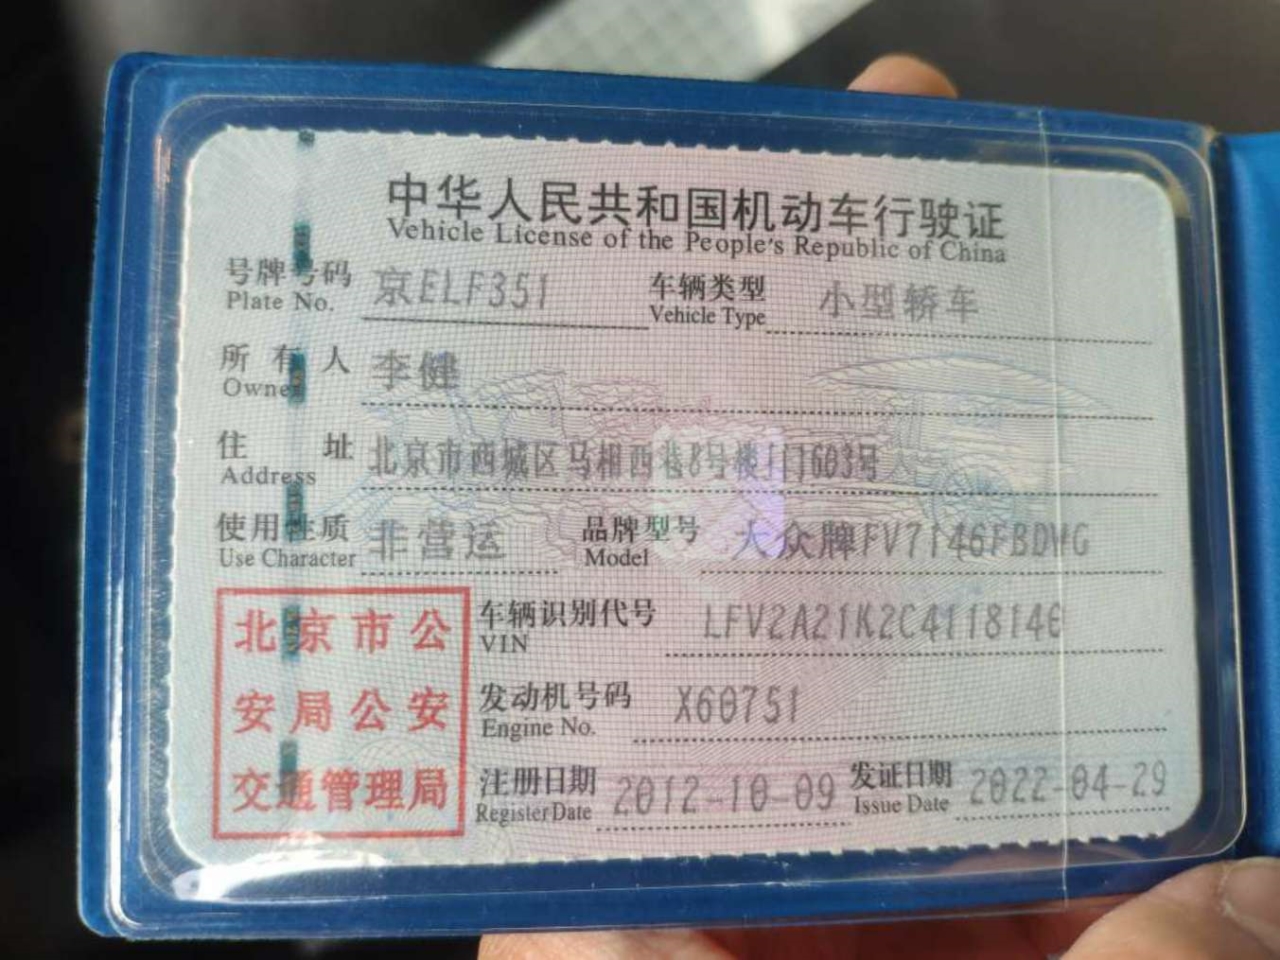 中华人民共和国机动车行驶证
Vehicle License of the People's Republic of China
号牌号码 京ELF351 车辆类型 小型轿车
Plate No. Vehicle Type
所有人 李健
Owner
住址 北京市西城区马相西巷8号楼1门603号
Address
使用性质 非营运 品牌型号 大众牌FV7146FBDWG
Use Character Model
北京市公
安局公安
交通管理局
车辆识别代号 LFV2A21K2C4118146
VIN
发动机号码 X60751
Engine No.
注册日期 2012-10-09 发证日期 2022-04-29
Register Date Issue Date